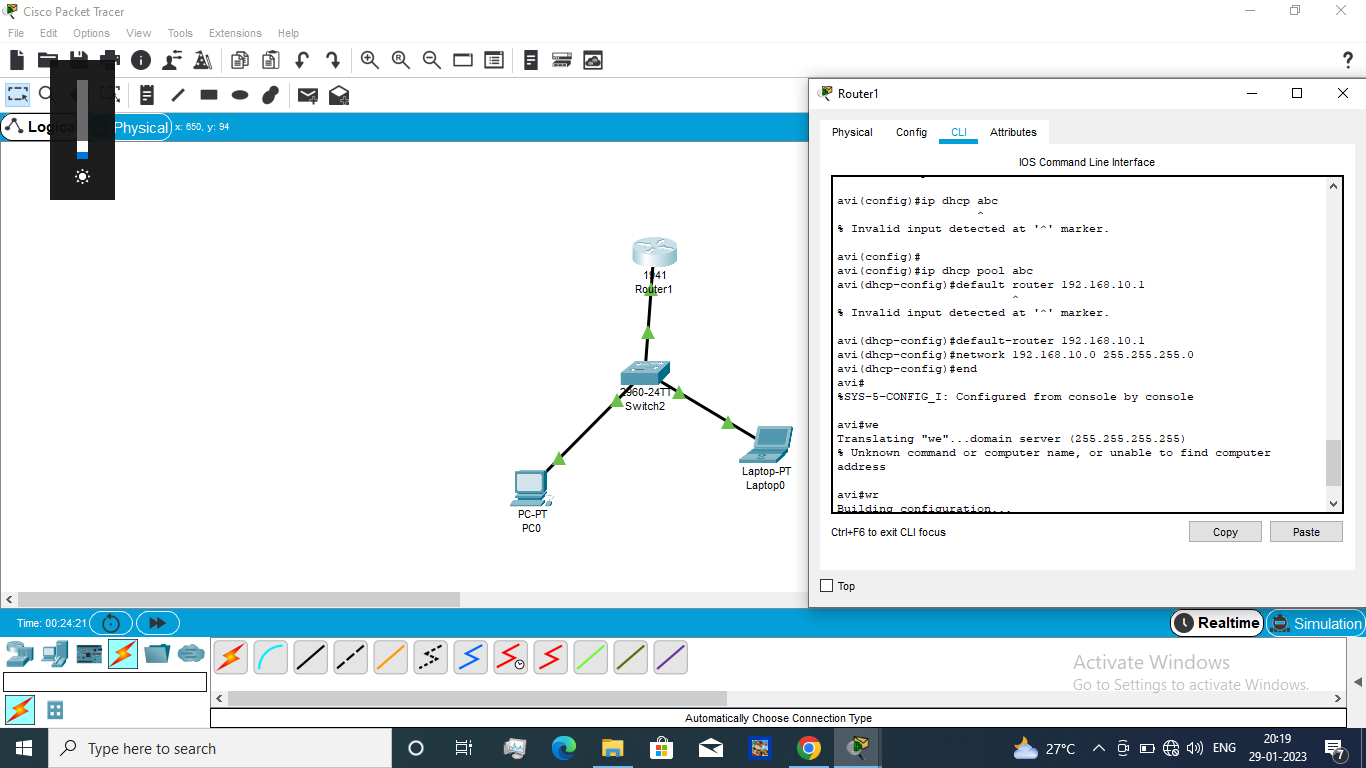 Cisco Packet Tracer
File Edit Options View Tools Extensions Help
Logica Physical x: 650, y: 94
1941
Router1
2960-24TT
Switch2
Laptop-PT
Laptop0
PC-PT
PC0
Router1
Physical Config CLI Attributes
IOS Command Line Interface
avi(config)#ip dhcp abc
^
% Invalid input detected at '^' marker.
avi(config)#
avi(config)#ip dhcp pool abc
avi(dhcp-config)#default router 192.168.10.1
^
% Invalid input detected at '^' marker.
avi(dhcp-config)#default-router 192.168.10.1
avi(dhcp-config)#network 192.168.10.0 255.255.255.0
avi(dhcp-config)#end
avi#
%SYS-5-CONFIG_I: Configured from console by console
avi#we
Translating "we"...domain server (255.255.255.255)
% Unknown command or computer name, or unable to find computer
address
avi#wr
Building configuration...
Ctrl+F6 to exit CLI focus
Copy Paste
Top
Time: 00:24:21
Realtime Simulation
Activate Windows
Go to Settings to activate Windows.
Automatically Choose Connection Type
Type here to search
27°C ENG
20:19
29-01-2023
7